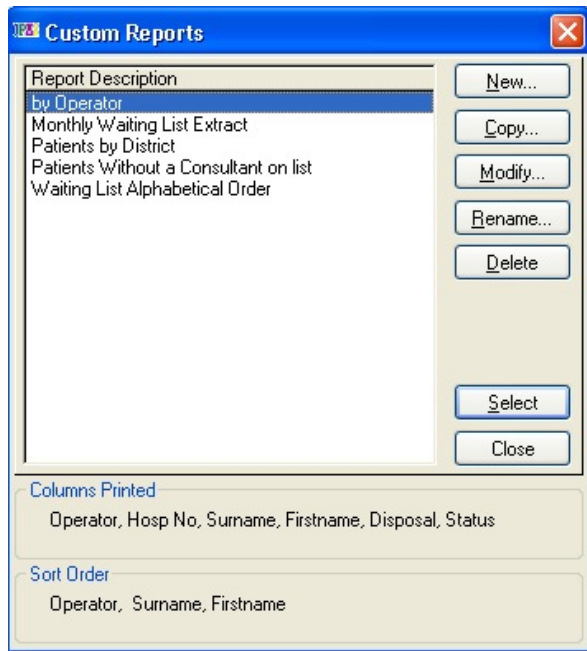 Custom Reports
Report Description
by Operator
Monthly Waiting List Extract
Patients by District
Patients Without a Consultant on list
Waiting List Alphabetical Order
New...
Copy...
Modify...
Rename...
Delete
Select
Close
Columns Printed
Operator, Hosp No, Surname, Firstname, Disposal, Status
Sort Order
Operator,  Surname, Firstname